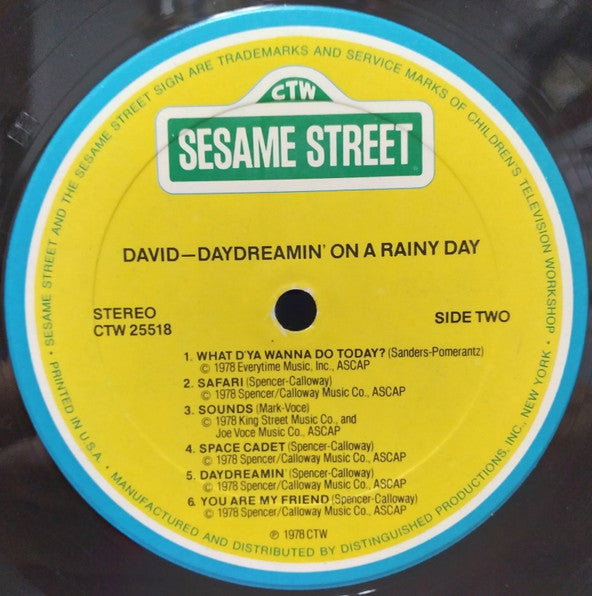 • SESAME STREET AND THE SESAME STREET SIGN ARE TRADEMARKS AND SERVICE MARKS OF CHILDREN'S TELEVISION WORKSHOP •
CTW
SESAME STREET
DAVID—DAYDREAMIN' ON A RAINY DAY
STEREO
CTW 25518
SIDE TWO
1. WHAT D'YA WANNA DO TODAY? (Sanders-Pomerantz)
© 1978 Everytime Music, Inc., ASCAP
2. SAFARI (Spencer-Calloway)
© 1978 Spencer/Calloway Music Co., ASCAP
3. SOUNDS (Mark-Voce)
© 1978 King Street Music Co., and
Joe Voce Music Co., ASCAP
4. SPACE CADET (Spencer-Calloway)
© 1978 Spencer/Calloway Music Co., ASCAP
5. DAYDREAMIN' (Spencer-Calloway)
© 1978 Spencer/Calloway Music Co., ASCAP
6. YOU ARE MY FRIEND (Spencer-Calloway)
© 1978 Spencer/Calloway Music Co., ASCAP
℗ 1978 CTW
PRINTED IN U.S.A. • MANUFACTURED AND DISTRIBUTED BY DISTINGUISHED PRODUCTIONS, INC., NEW YORK •